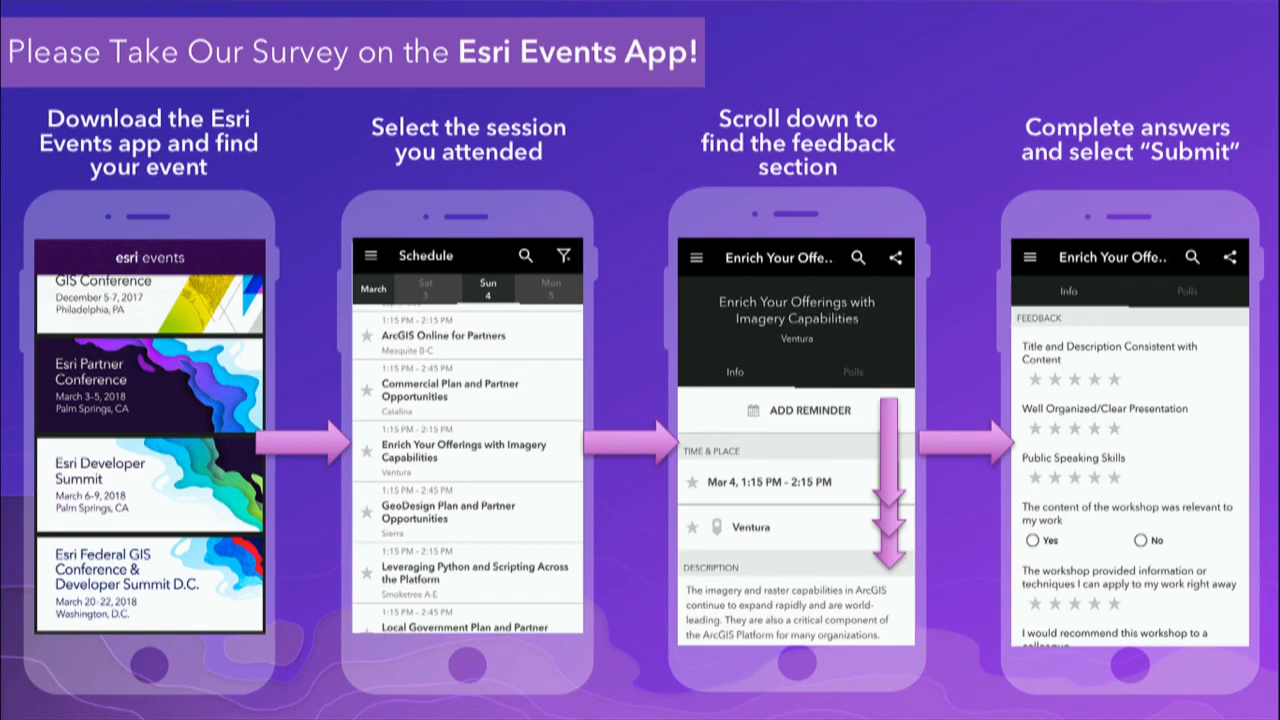 Please Take Our Survey on the Esri Events App!
Download the Esri
Events app and find
your event
esri events
GIS Conference
December 5-7, 2017
Philadelphia, PA
Esri Partner
Conference
March 3-5, 2018
Palm Springs, CA
Esri Developer
Summit
March 6-9, 2018
Palm Springs, CA
Esri Federal GIS
Conference &
Developer Summit D.C.
March 20-22, 2018
Washington, D.C.
Select the session
you attended
Schedule
March
Sat
3
Sun
4
Mon
5
1:15 PM - 2:15 PM
ArcGIS Online for Partners
Mesquite B-C
1:15 PM - 2:45 PM
Commercial Plan and Partner
Opportunities
Catalina
1:15 PM - 2:15 PM
Enrich Your Offerings with Imagery
Capabilities
Ventura
1:15 PM - 2:45 PM
GeoDesign Plan and Partner
Opportunities
Sierra
1:15 PM - 2:15 PM
Leveraging Python and Scripting Across
the Platform
Smoketree A-E
1:15 PM - 2:45 PM
Local Government Plan and Partner
Scroll down to
find the feedback
section
Enrich Your Offe..
Enrich Your Offerings with
Imagery Capabilities
Ventura
Info
Polls
ADD REMINDER
TIME & PLACE
Mar 4, 1:15 PM - 2:15 PM
Ventura
DESCRIPTION
The imagery and raster capabilities in ArcGIS
continue to expand rapidly and are world-
leading. They are also a critical component of
the ArcGIS Platform for many organizations.
Complete answers
and select “Submit”
Enrich Your Offe..
Info
Polls
FEEDBACK
Title and Description Consistent with
Content
Well Organized/Clear Presentation
Public Speaking Skills
The content of the workshop was relevant to
my work
Yes
No
The workshop provided information or
techniques I can apply to my work right away
I would recommend this workshop to a
colleague